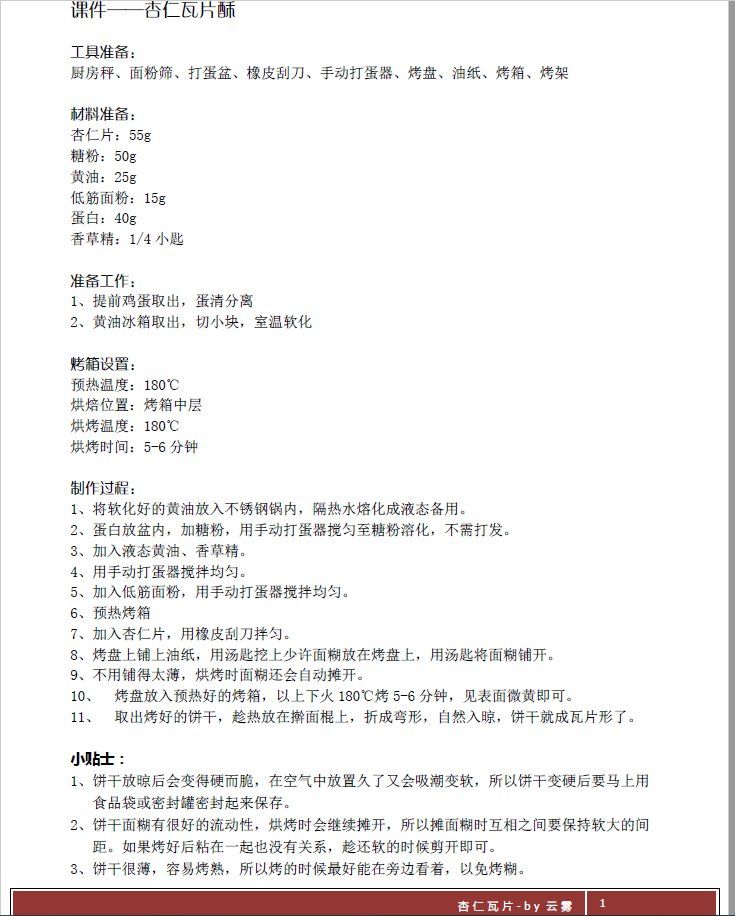 课件——杏仁瓦片酥
工具准备：
厨房秤、面粉筛、打蛋盆、橡皮刮刀、手动打蛋器、烤盘、油纸、烤箱、烤架
材料准备：
杏仁片：55g
糖粉：50g
黄油：25g
低筋面粉：15g
蛋白：40g
香草精：1/4 小匙
准备工作：
1、提前鸡蛋取出，蛋清分离
2、黄油冰箱取出，切小块，室温软化
烤箱设置：
预热温度：180℃
烘焙位置：烤箱中层
烘烤温度：180℃
烘烤时间：5-6 分钟
制作过程：
1、将软化好的黄油放入不锈钢锅内，隔热水熔化成液态备用。
2、蛋白放盆内，加糖粉，用手动打蛋器搅匀至糖粉溶化，不需打发。
3、加入液态黄油、香草精。
4、用手动打蛋器搅拌均匀。
5、加入低筋面粉，用手动打蛋器搅拌均匀。
6、预热烤箱
7、加入杏仁片，用橡皮刮刀拌匀。
8、烤盘上铺上油纸，用汤匙挖上少许面糊放在烤盘上，用汤匙将面糊铺开。
9、不用铺得太薄，烘烤时面糊还会自动摊开。
10、 烤盘放入预热好的烤箱，以上下火 180℃烤 5-6 分钟，见表面微黄即可。
11、 取出烤好的饼干，趁热放在擀面棍上，折成弯形，自然入晾，饼干就成瓦片形了。
小贴士：
1、饼干放晾后会变得硬而脆，在空气中放置久了又会吸潮变软，所以饼干变硬后要马上用
食品袋或密封罐密封起来保存。
2、饼干面糊有很好的流动性，烘烤时会继续摊开，所以摊面糊时互相之间要保持软大的间
距。如果烤好后粘在一起也没有关系，趁还软的时候剪开即可。
3、饼干很薄，容易烤熟，所以烤的时候最好能在旁边看着，以免烤糊。
杏仁瓦片-by 云雾 1